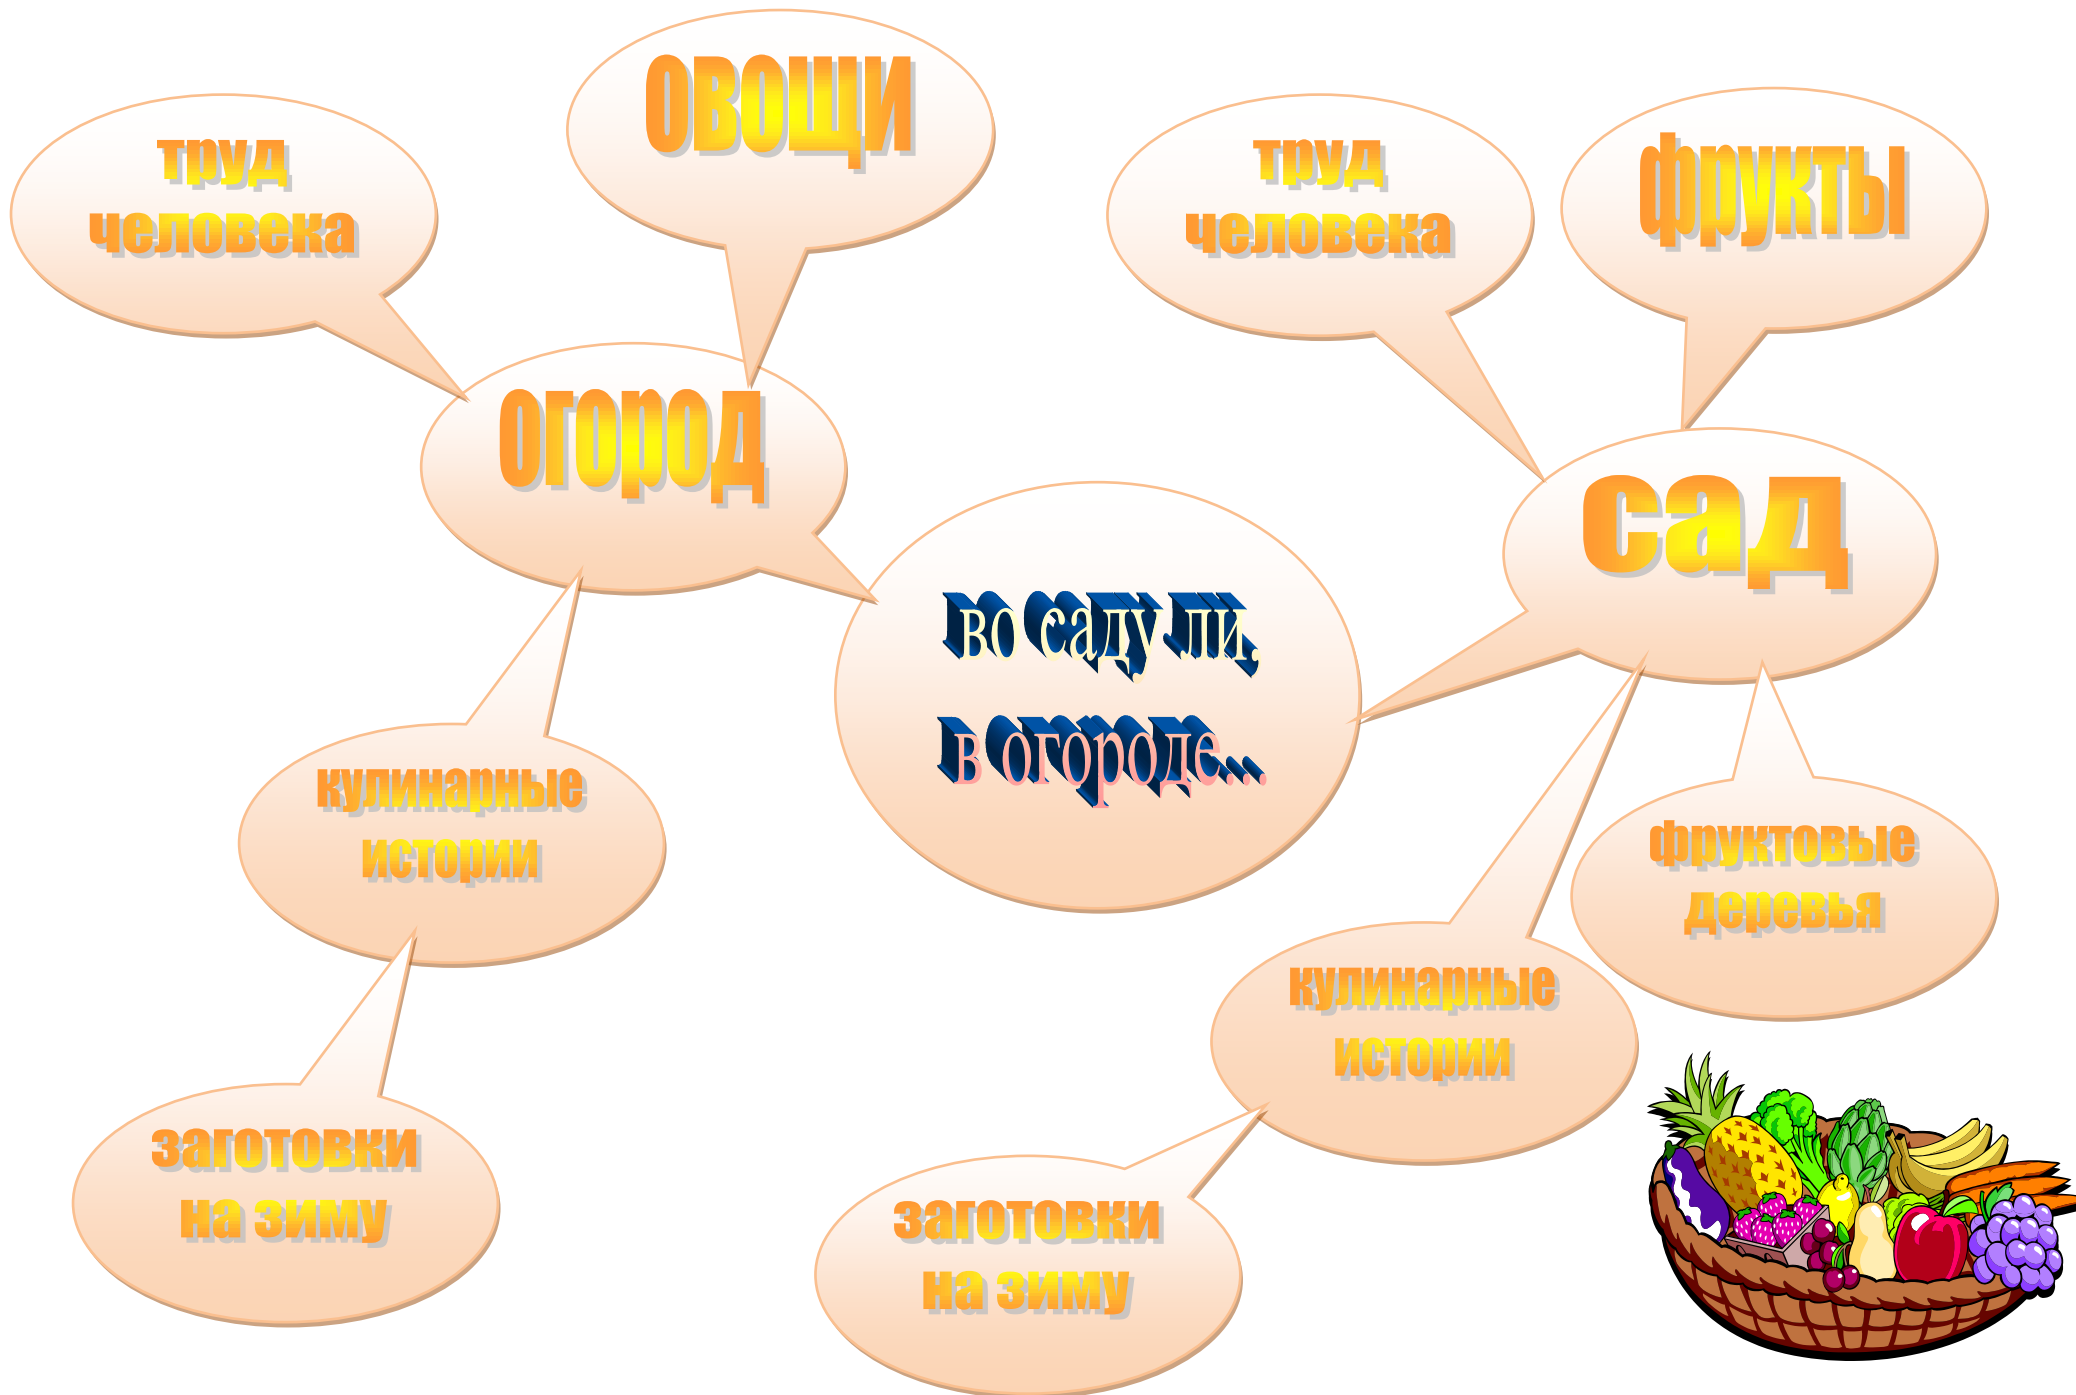 овощи
труд
человека
труд
человека
фрукты
огород
сад
во саду ли,
в огороде...
кулинарные
истории
фруктовые
деревья
кулинарные
истории
заготовки
на зиму
заготовки
на зиму